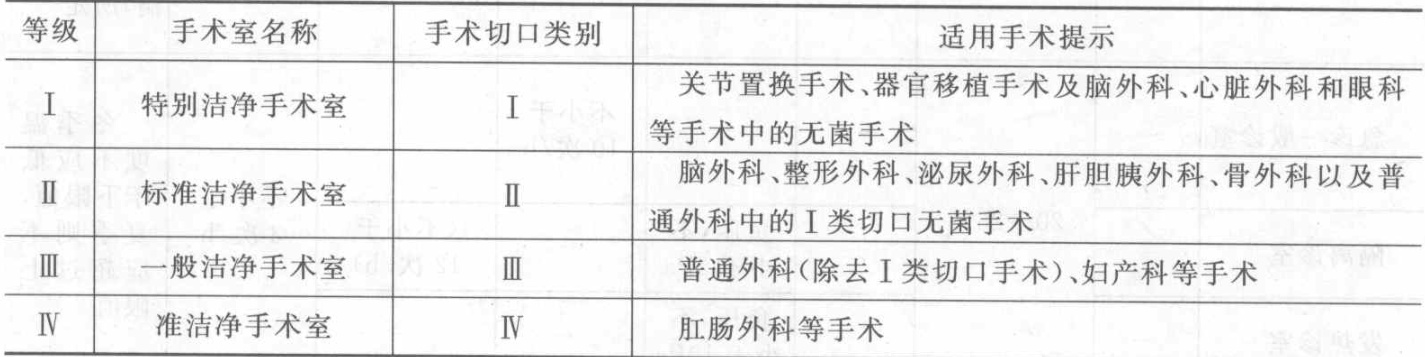 等级 手术室名称 手术切口类别 适用手术提示
Ⅰ 特别洁净手术室 Ⅰ 关节置换手术、器官移植手术及脑外科、心脏外科和眼科
等手术中的无菌手术
Ⅱ 标准洁净手术室 Ⅱ 脑外科、整形外科、泌尿外科、肝胆胰外科、骨外科以及普
通外科中的Ⅰ类切口无菌手术
Ⅲ 一般洁净手术室 Ⅲ 普通外科(除去Ⅰ类切口手术)、妇产科等手术
Ⅳ 准洁净手术室 Ⅳ 肛肠外科等手术